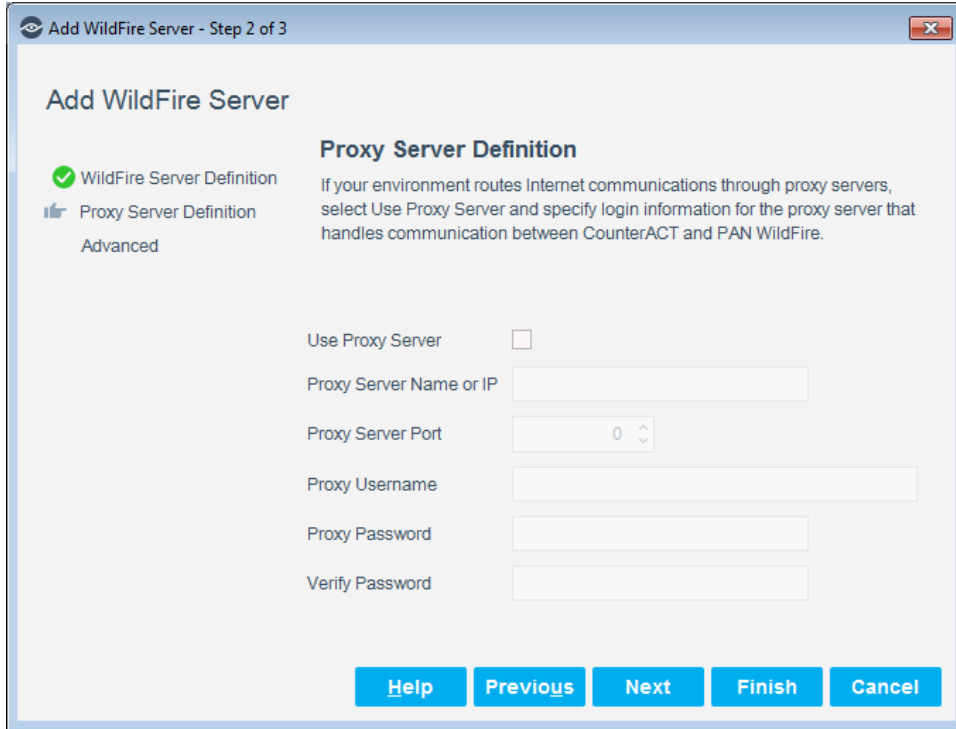 Add WildFire Server - Step 2 of 3
Add WildFire Server
WildFire Server Definition
Proxy Server Definition
Advanced
Proxy Server Definition
If your environment routes Internet communications through proxy servers,
select Use Proxy Server and specify login information for the proxy server that
handles communication between CounterACT and PAN WildFire.
Use Proxy Server
Proxy Server Name or IP
Proxy Server Port 0
Proxy Username
Proxy Password
Verify Password
Help Previous Next Finish Cancel